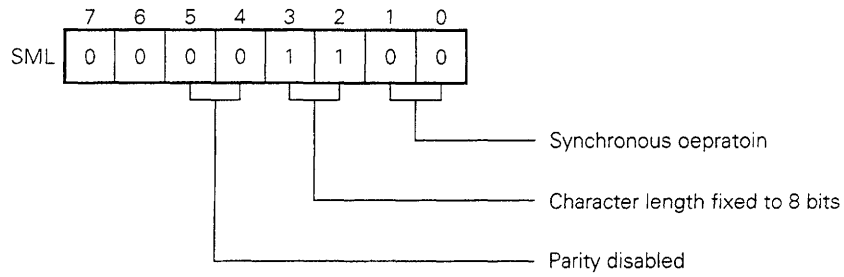 7 6 5 4 3 2 1 0
SML 0 0 0 0 1 1 0 0
Synchronous oepratoin
Character length fixed to 8 bits
Parity disabled